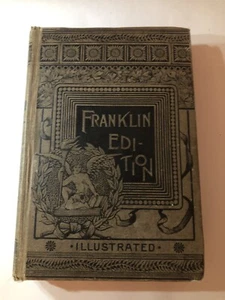 FRANKLIN
EDI-
TION
•ILLUSTRATED•